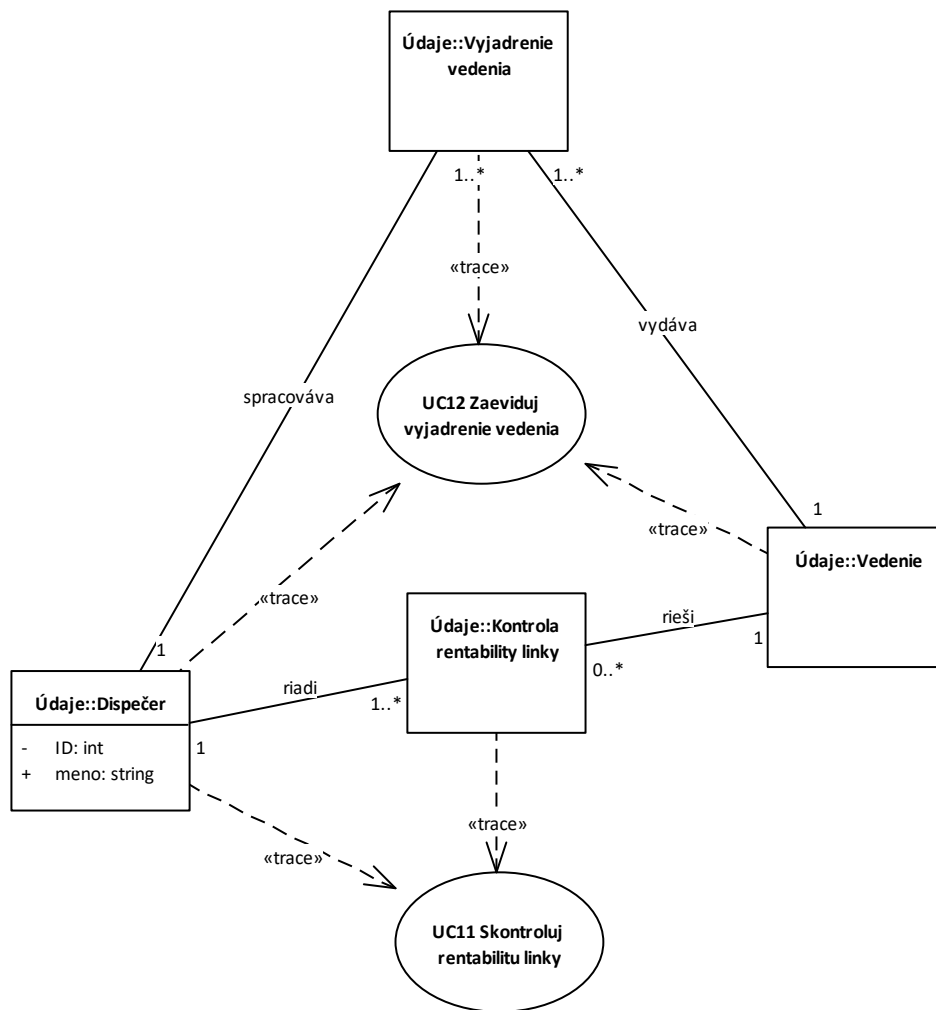 Údaje::Vyjadrenie
vedenia
1..*
1..*
«trace»
vydáva
spracováva
UC12 Zaeviduj
vyjadrenie vedenia
1
«trace»
Údaje::Vedenie
«trace»
Údaje::Kontrola
rentability linky
rieši
1
0..*
1
Údaje::Dispečer
riadi
1..*
1
- ID: int
+ meno: string
«trace»
«trace»
UC11 Skontroluj
rentabilitu linky